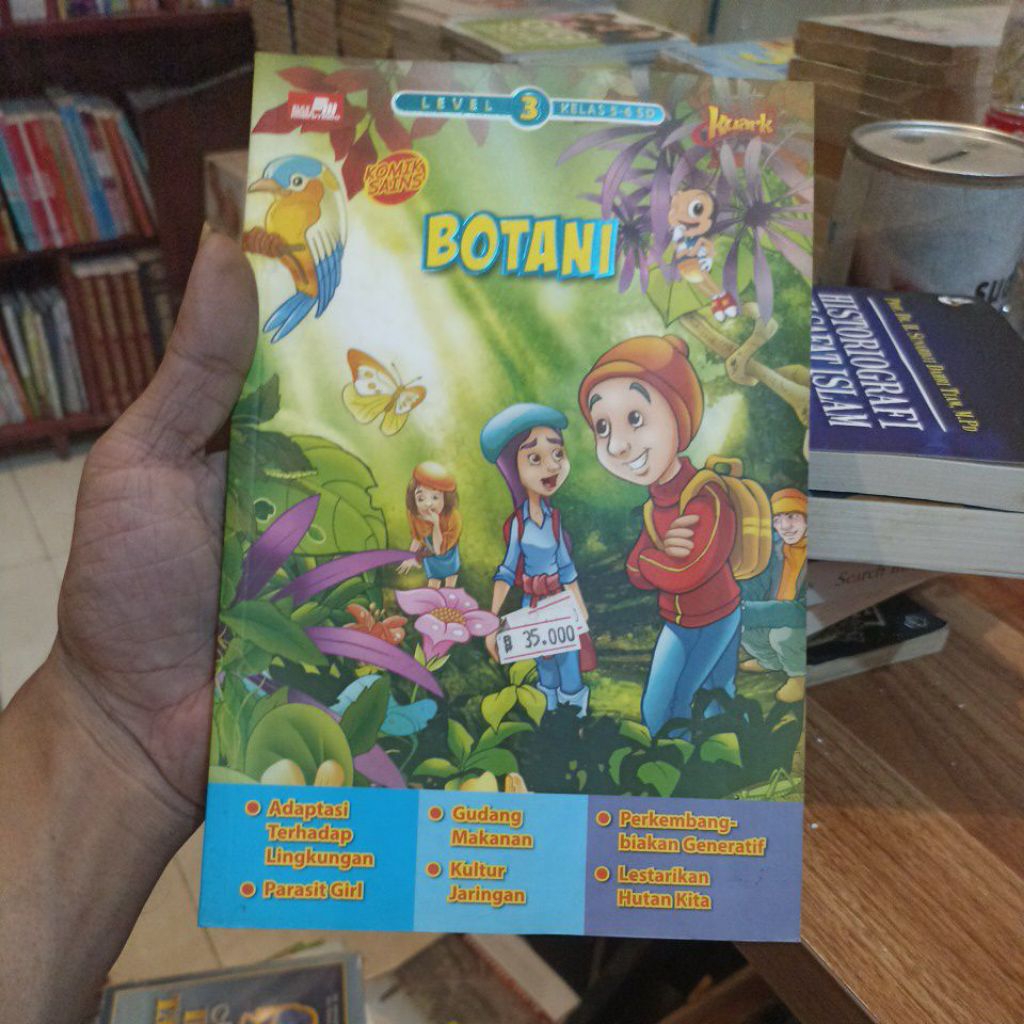 LEVEL 3 KELAS 5-6 SD
Kuark
KOMIK
SAINS
BOTANI
35.000
Adaptasi
Terhadap
Lingkungan
Parasit Girl
Gudang
Makanan
Kultur
Jaringan
Perkembang-
biakan Generatif
Lestarikan
Hutan Kita
HISTORIOGRAFI
ISLAM
Search